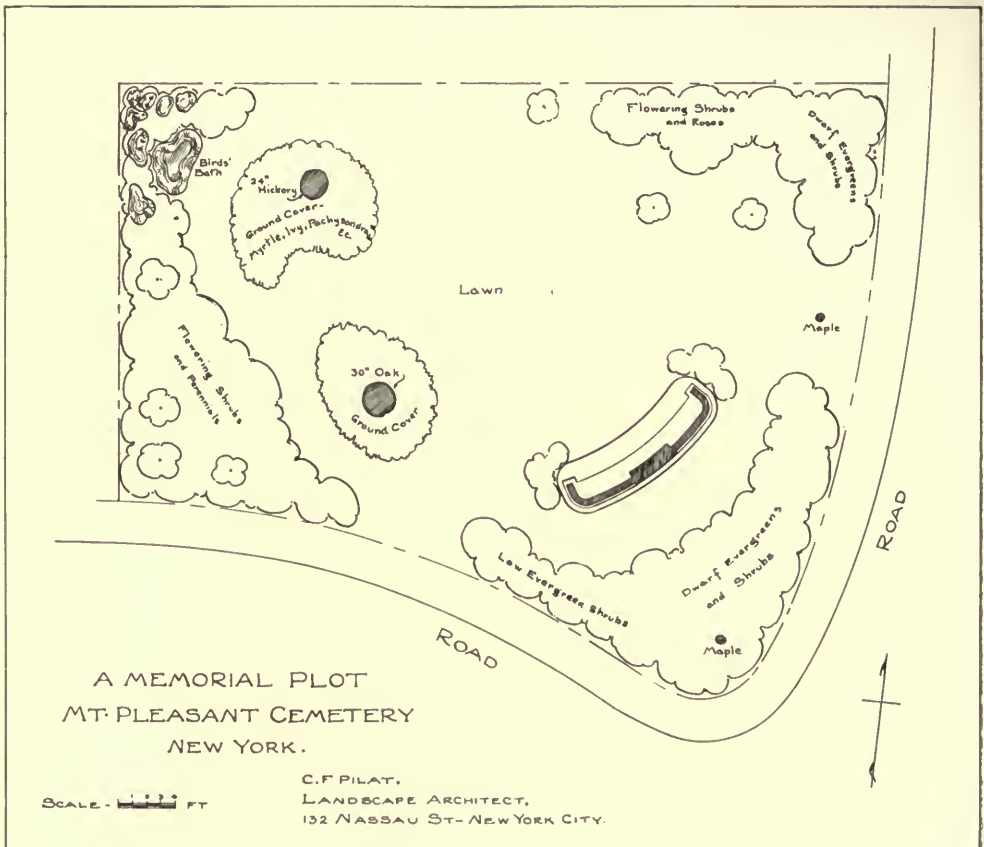 Flowering Shrubs
and Roses
Dwarf Evergreens
and Shrubs
Birds'
Bath
24"
Hickory
Ground Cover-
Myrtle, Ivy, Pachysandra,
Etc.
Lawn
Maple
Flowering Shrubs
and Perennials
30" Oak
Ground Cover
ROAD
Low Evergreen Shrubs
Dwarf Evergreens
and Shrubs
Maple
ROAD
A MEMORIAL PLOT
MT. PLEASANT CEMETERY
NEW YORK.
SCALE - FT
C.F PILAT.
LANDSCAPE ARCHITECT,
132 NASSAU ST- NEW YORK CITY.